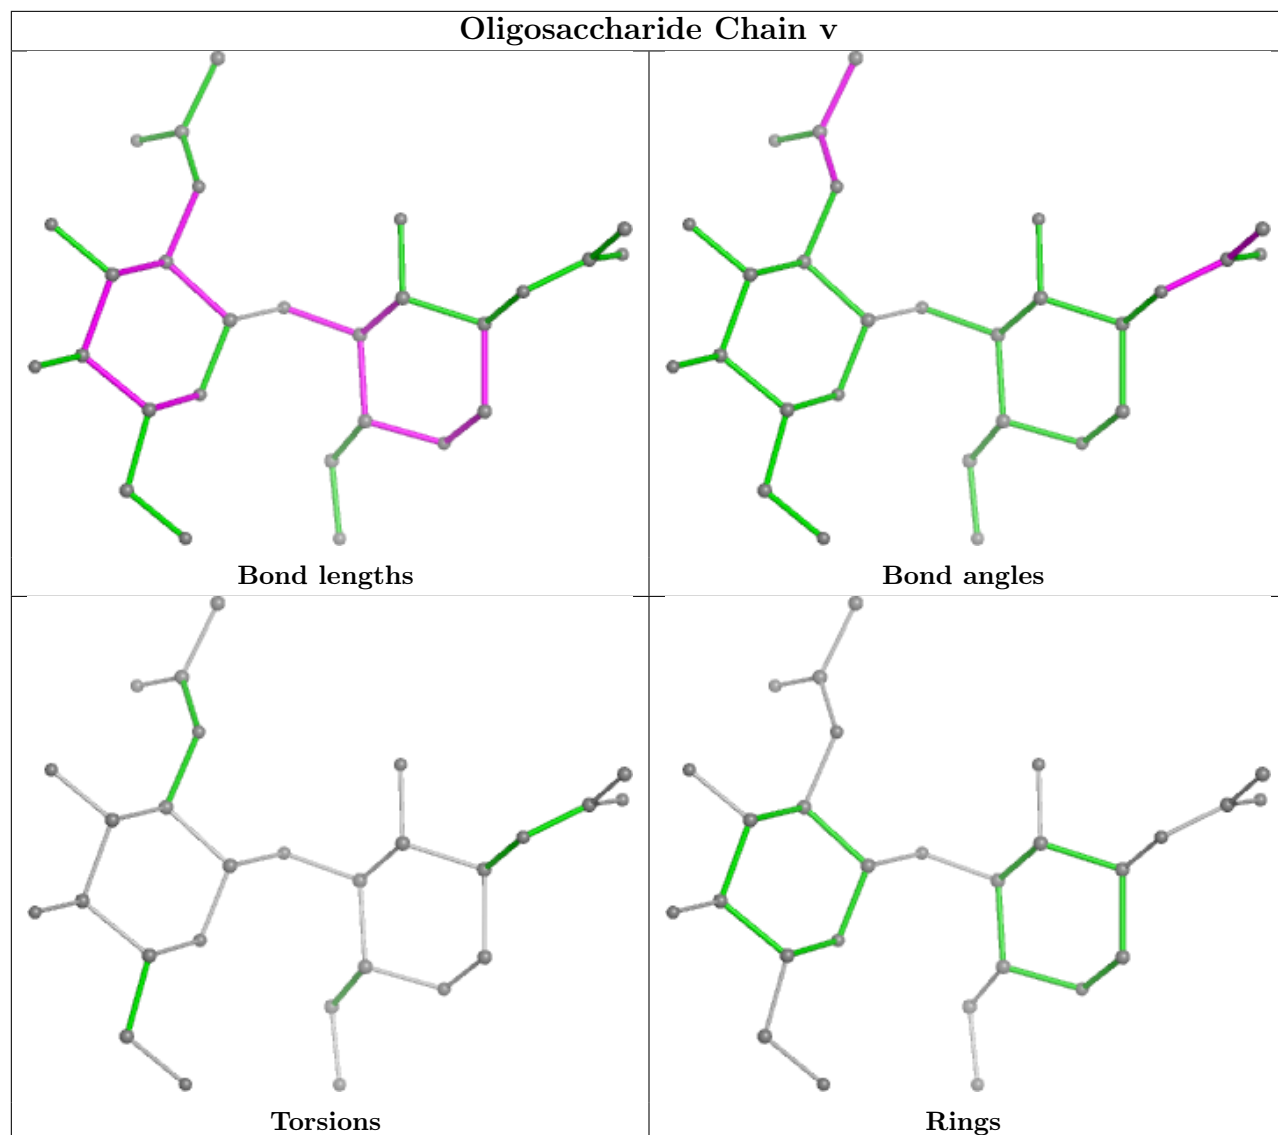 Oligosaccharide Chain v
Bond lengths
Bond angles
Torsions
Rings